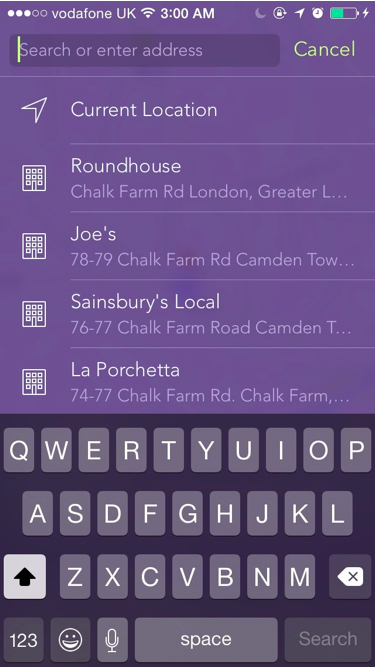 vodafone UK 3:00 AM
Search or enter address Cancel
Current Location
Roundhouse
Chalk Farm Rd London, Greater L…
Joe's
78-79 Chalk Farm Rd Camden Tow…
Sainsbury's Local
76-77 Chalk Farm Road Camden T…
La Porchetta
74-77 Chalk Farm Rd. Chalk Farm,…
Q W E R T Y U I O P
A S D F G H J K L
Z X C V B N M
123 space Search